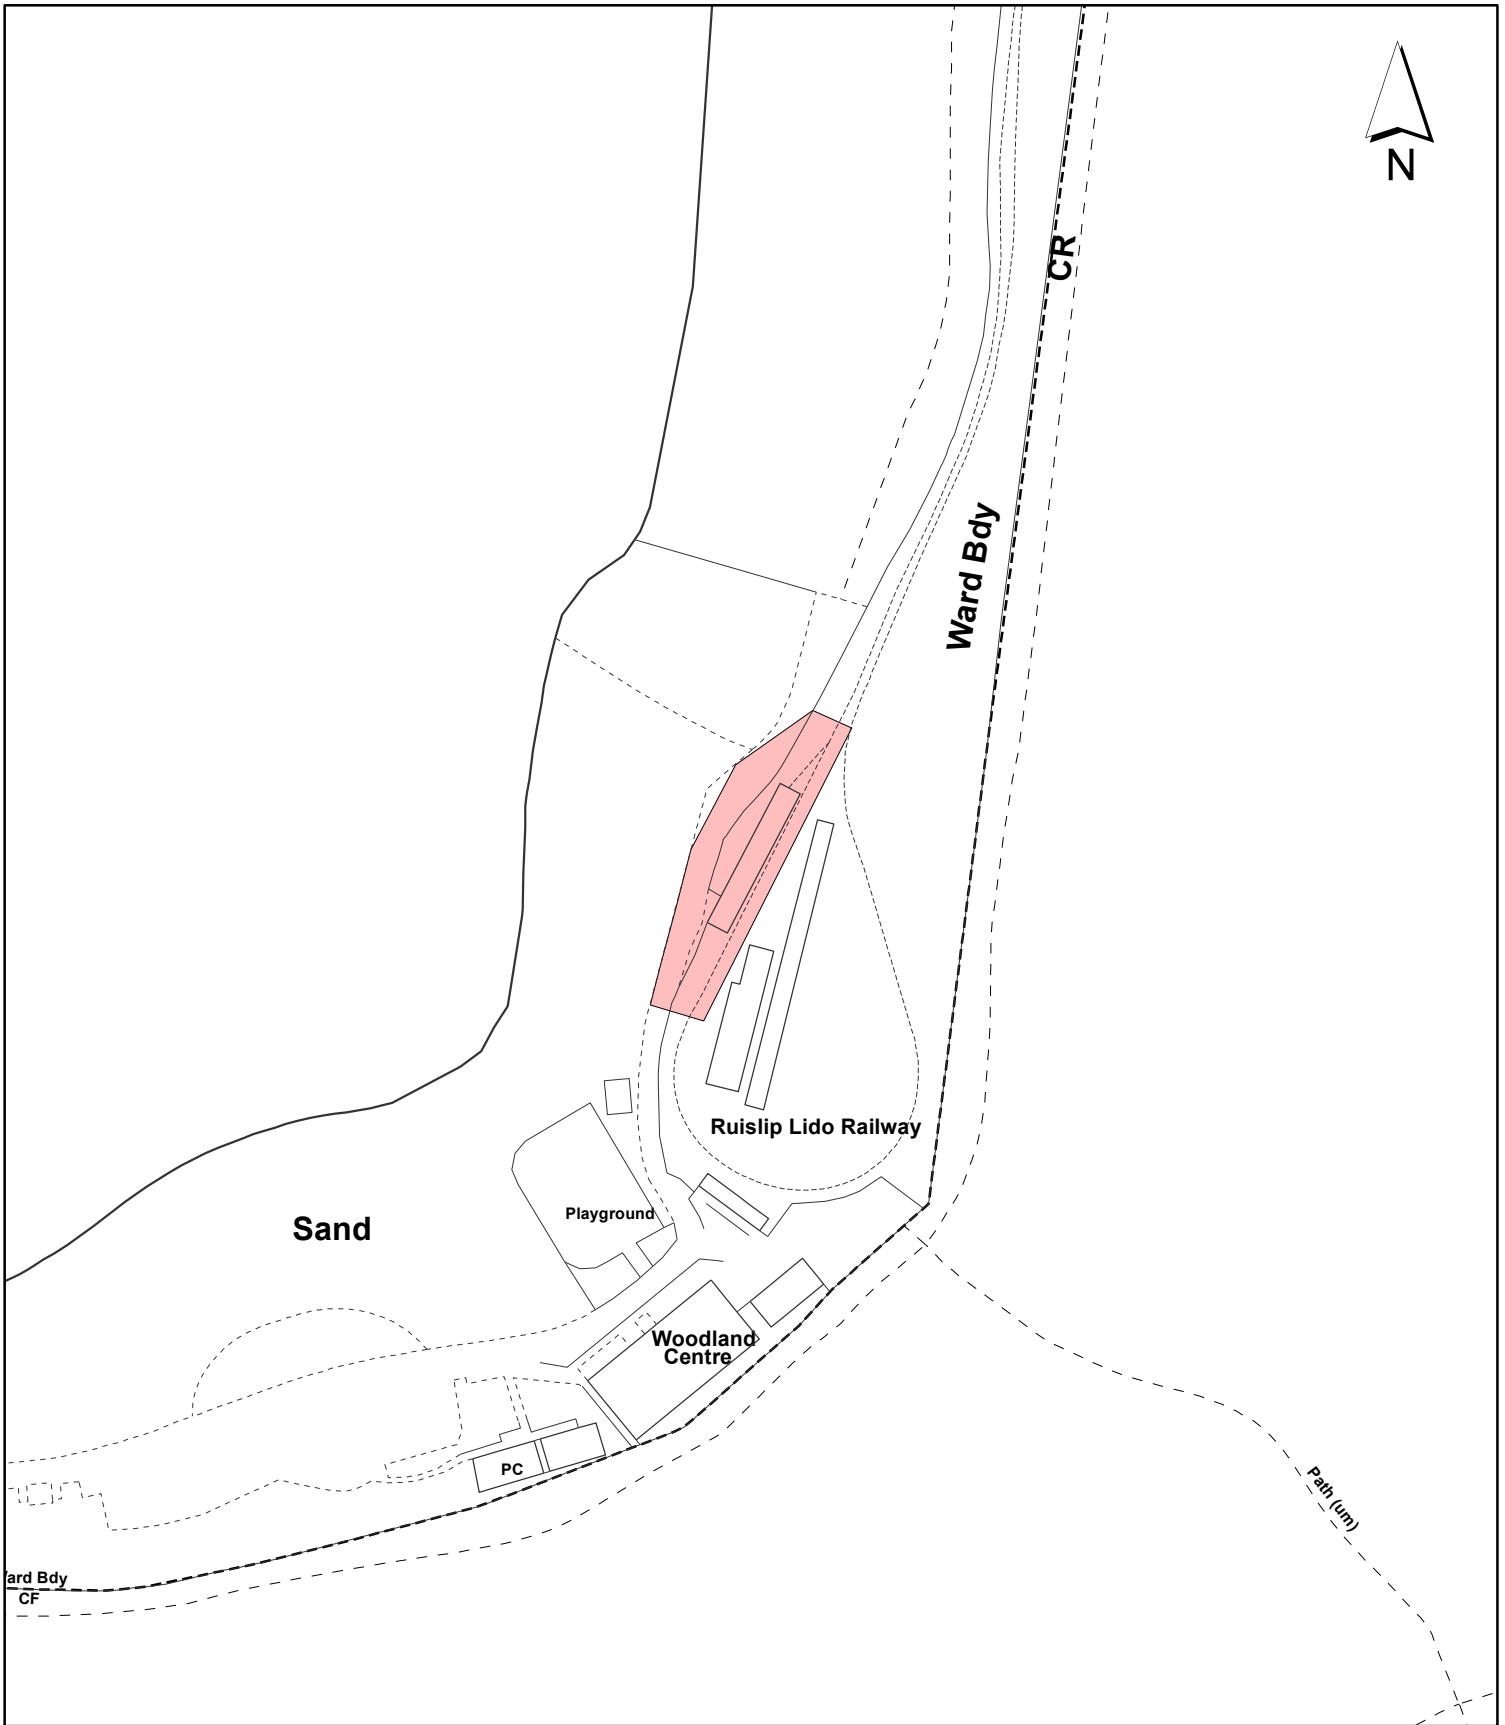 N
CR
Ward Bdy
Ruislip Lido Railway
Playground
Sand
Woodland
Centre
PC
Path (um)
ard Bdy
CF